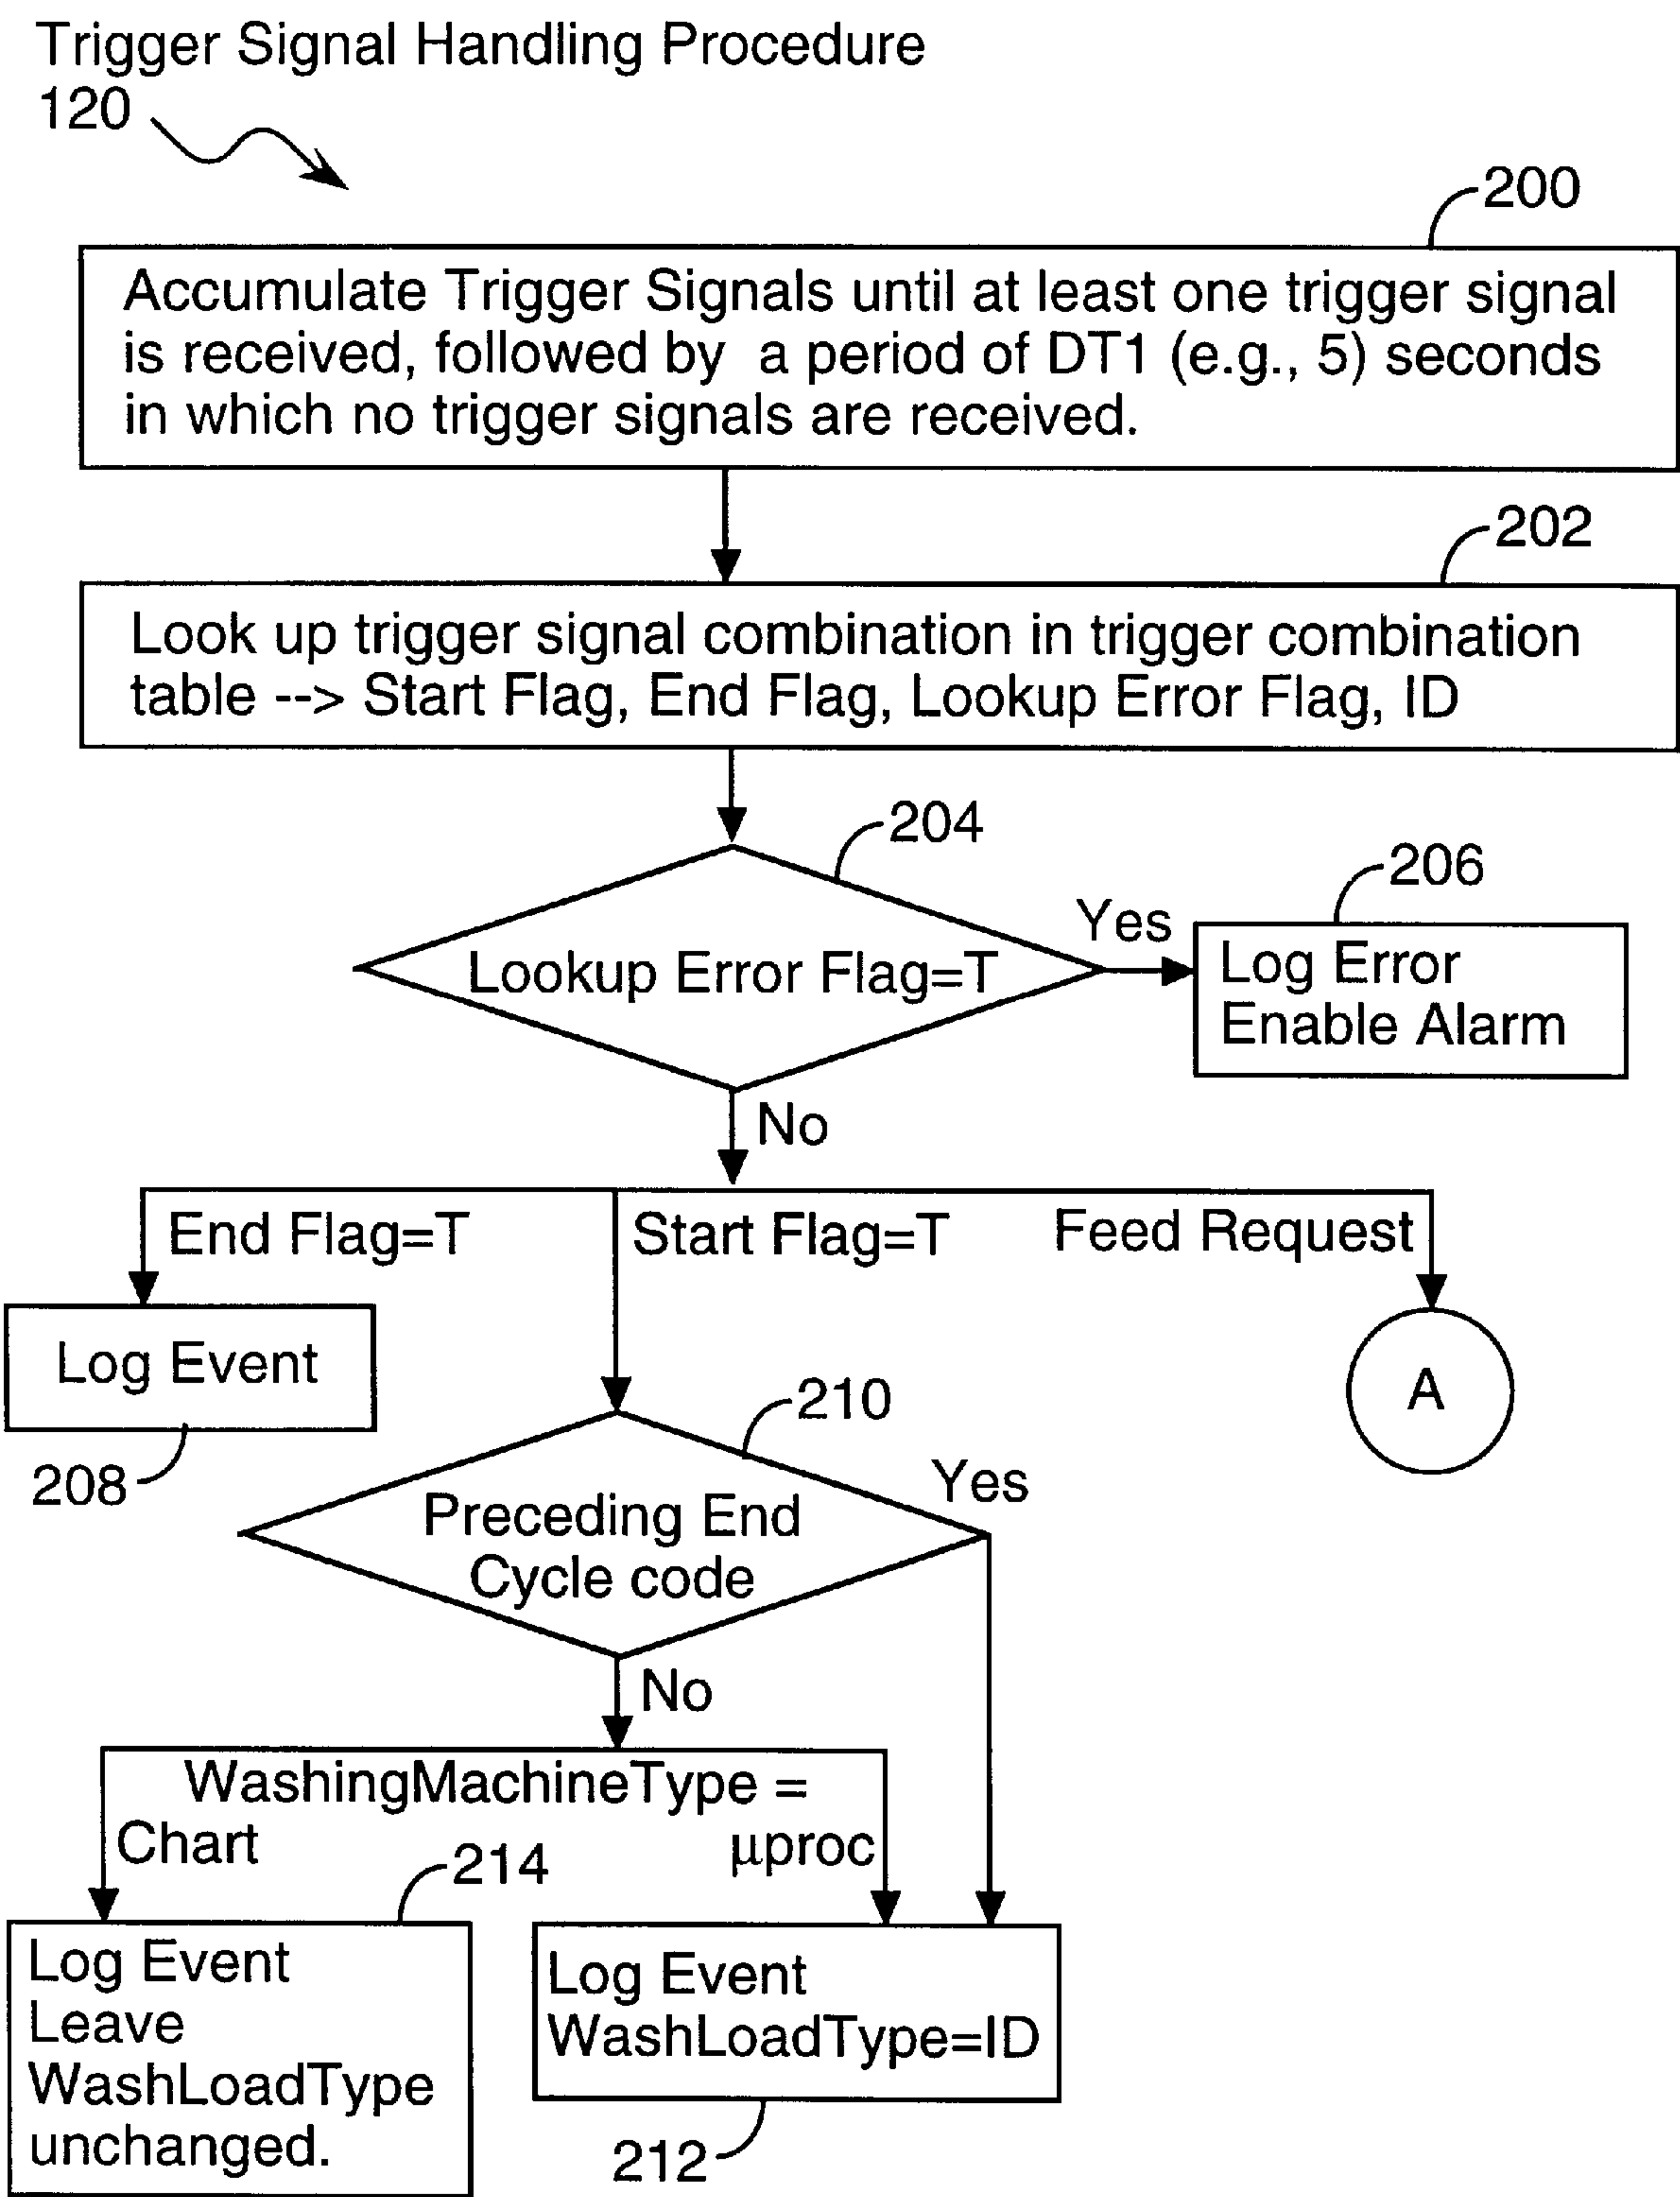 Trigger Signal Handling Procedure
120
200
Accumulate Trigger Signals until at least one trigger signal
is received, followed by a period of DT1 (e.g., 5) seconds
in which no trigger signals are received.
202
Look up trigger signal combination in trigger combination
table --> Start Flag, End Flag, Lookup Error Flag, ID
204
Lookup Error Flag=T
Yes
206
Log Error
Enable Alarm
No
End Flag=T
Start Flag=T
Feed Request
Log Event
208
A
210
Preceding End
Cycle code
Yes
No
WashingMachineType =
Chart
µproc
214
Log Event
Leave
WashLoadType
unchanged.
Log Event
WashLoadType=ID
212